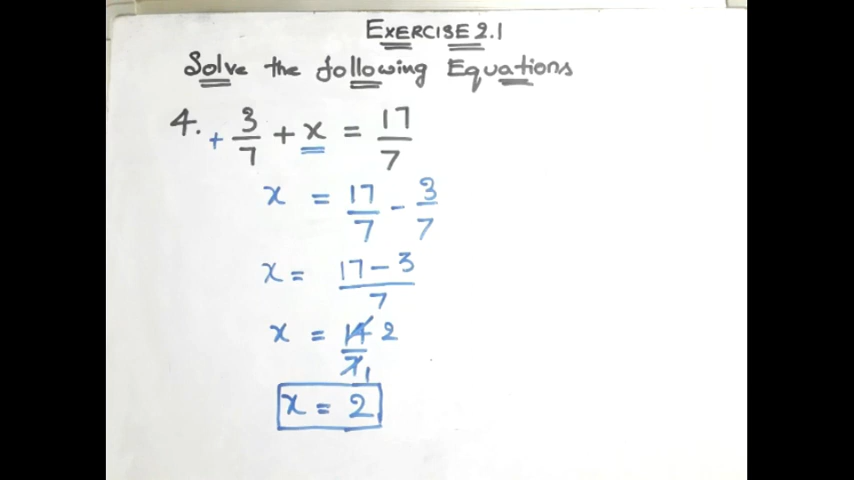 EXERCISE 2.1
Solve the following Equations
4. + 3/7 + x = 17/7
x = 17/7 - 3/7
x = 17 - 3/7
x = 14/7 2 1
x = 2